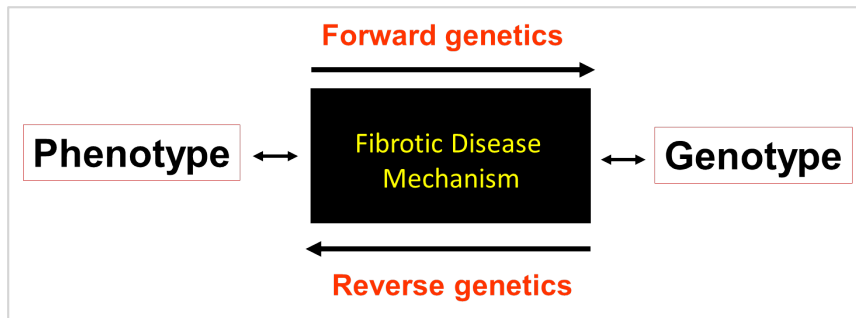 Forward genetics
Phenotype
Fibrotic Disease
Mechanism
Genotype
Reverse genetics